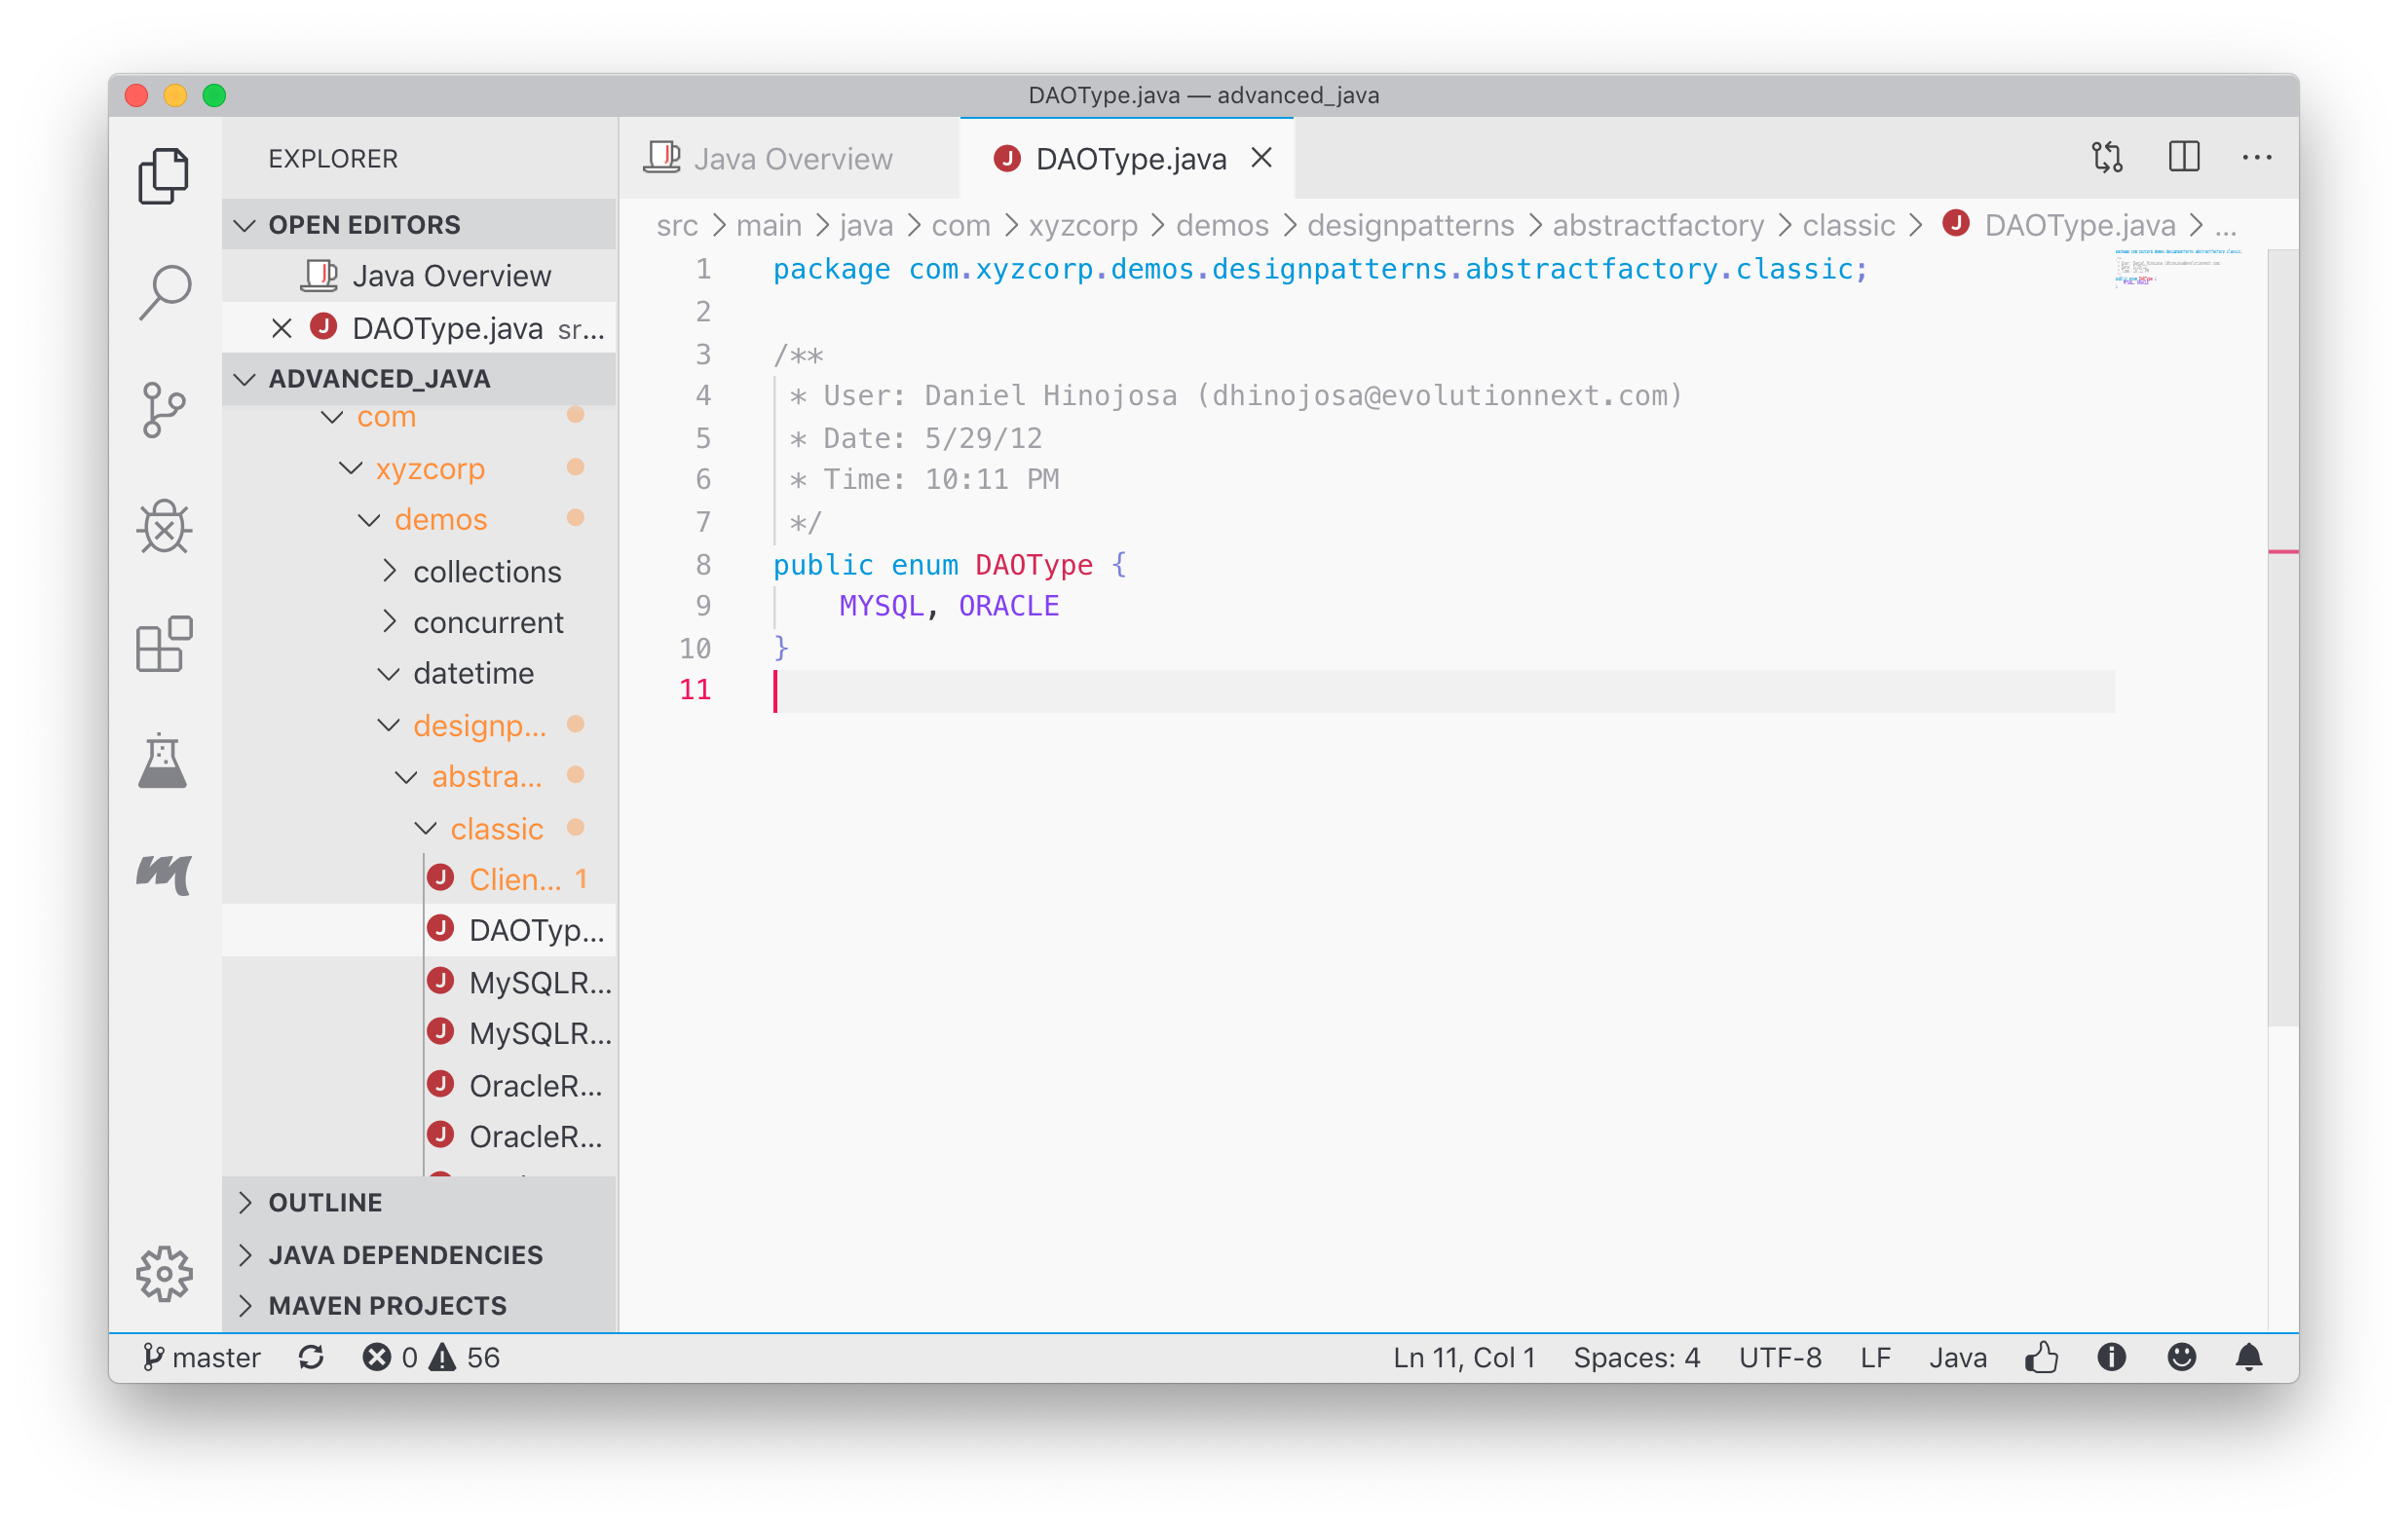 DAOType.java — advanced_java
EXPLORER
OPEN EDITORS
Java Overview
DAOType.java sr...
ADVANCED_JAVA
com
xyzcorp
demos
collections
concurrent
datetime
designp...
abstra...
classic
Clien... 1
DAOTyp...
MySQLR...
MySQLR...
OracleR...
OracleR...
OUTLINE
JAVA DEPENDENCIES
MAVEN PROJECTS
Java Overview
DAOType.java
src > main > java > com > xyzcorp > demos > designpatterns > abstractfactory > classic > DAOType.java > ...
1 package com.xyzcorp.demos.designpatterns.abstractfactory.classic;
2
3 /**
4 * User: Daniel Hinojosa (dhinojosa@evolutionnext.com)
5 * Date: 5/29/12
6 * Time: 10:11 PM
7 */
8 public enum DAOType {
9 MYSQL, ORACLE
10 }
11
master 0 56
Ln 11, Col 1 Spaces: 4 UTF-8 LF Java